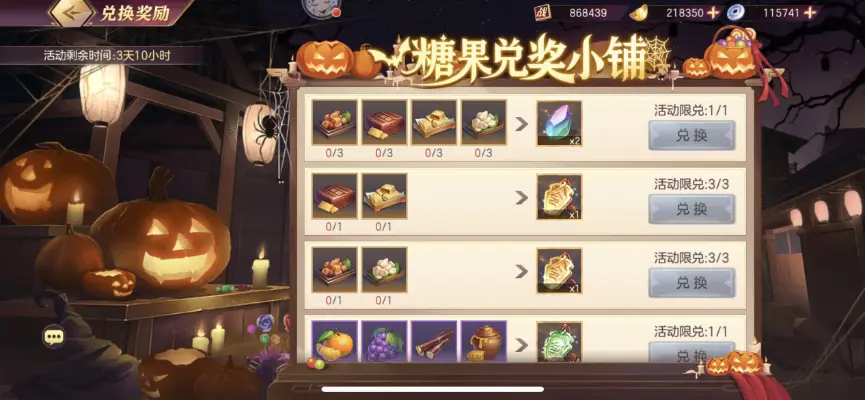 兑换奖励
战 868439 218350 115741
活动剩余时间:3天10小时
糖果兑奖小铺
0/3 0/3 0/3 0/3 x2
活动限兑:1/1
兑换
0/1 0/1 x1
活动限兑:3/3
兑换
0/1 0/1 x1
活动限兑:3/3
兑换
活动限兑:1/1
兑换